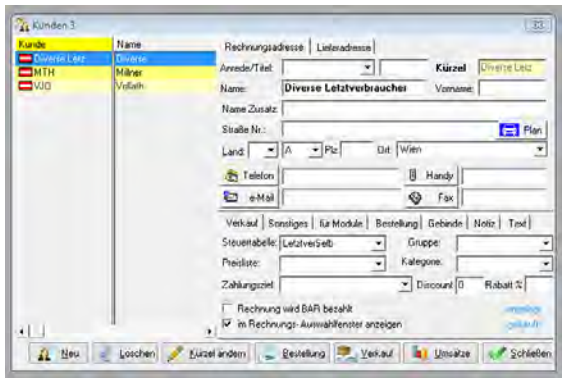 Kunden 3
Kunde Name
Diverse Letz Diverse
MTH Millner
VJO
Rechnungsadresse Lieferadresse
Anrede/Titel: Kürzel Diverse Letz
Name: Diverse Letztverbraucher Vorname:
Name Zusatz:
Straße Nr.: Plan
Land: A Plz: Ort: Wien
Telefon Handy
e-Mail Fax
Verkauf Sonstiges für Module Bestellung Gebinde Notiz Text
Steuertabelle: LetztverSelb Gruppe:
Preisliste: Kategorie:
Zahlungsziel: Discount 0 Rabatt %
Rechnung wird BAR bezahlt
im Rechnungs-Auswahlfenster anzeigen
Neu Löschen Kürzel ändern Bestellung Verkauf Umsätze Schließen